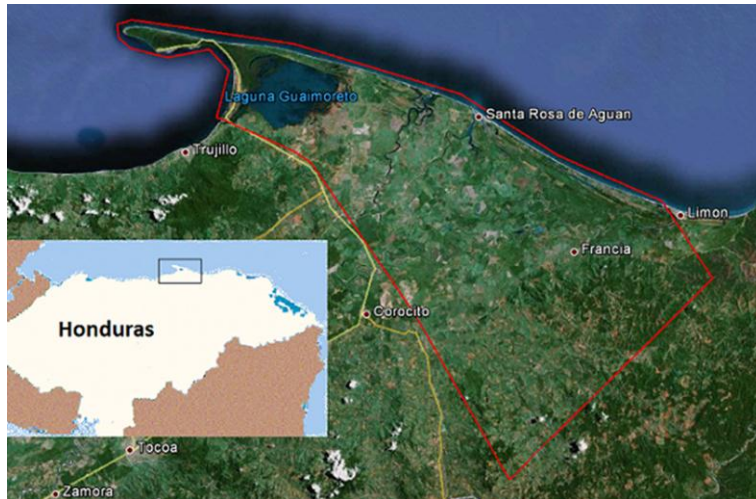 Laguna Guaimoreto
Santa Rosa de Aguan
Trujillo
Limon
Francia
Honduras
Corocito
Tocoa
Zamora